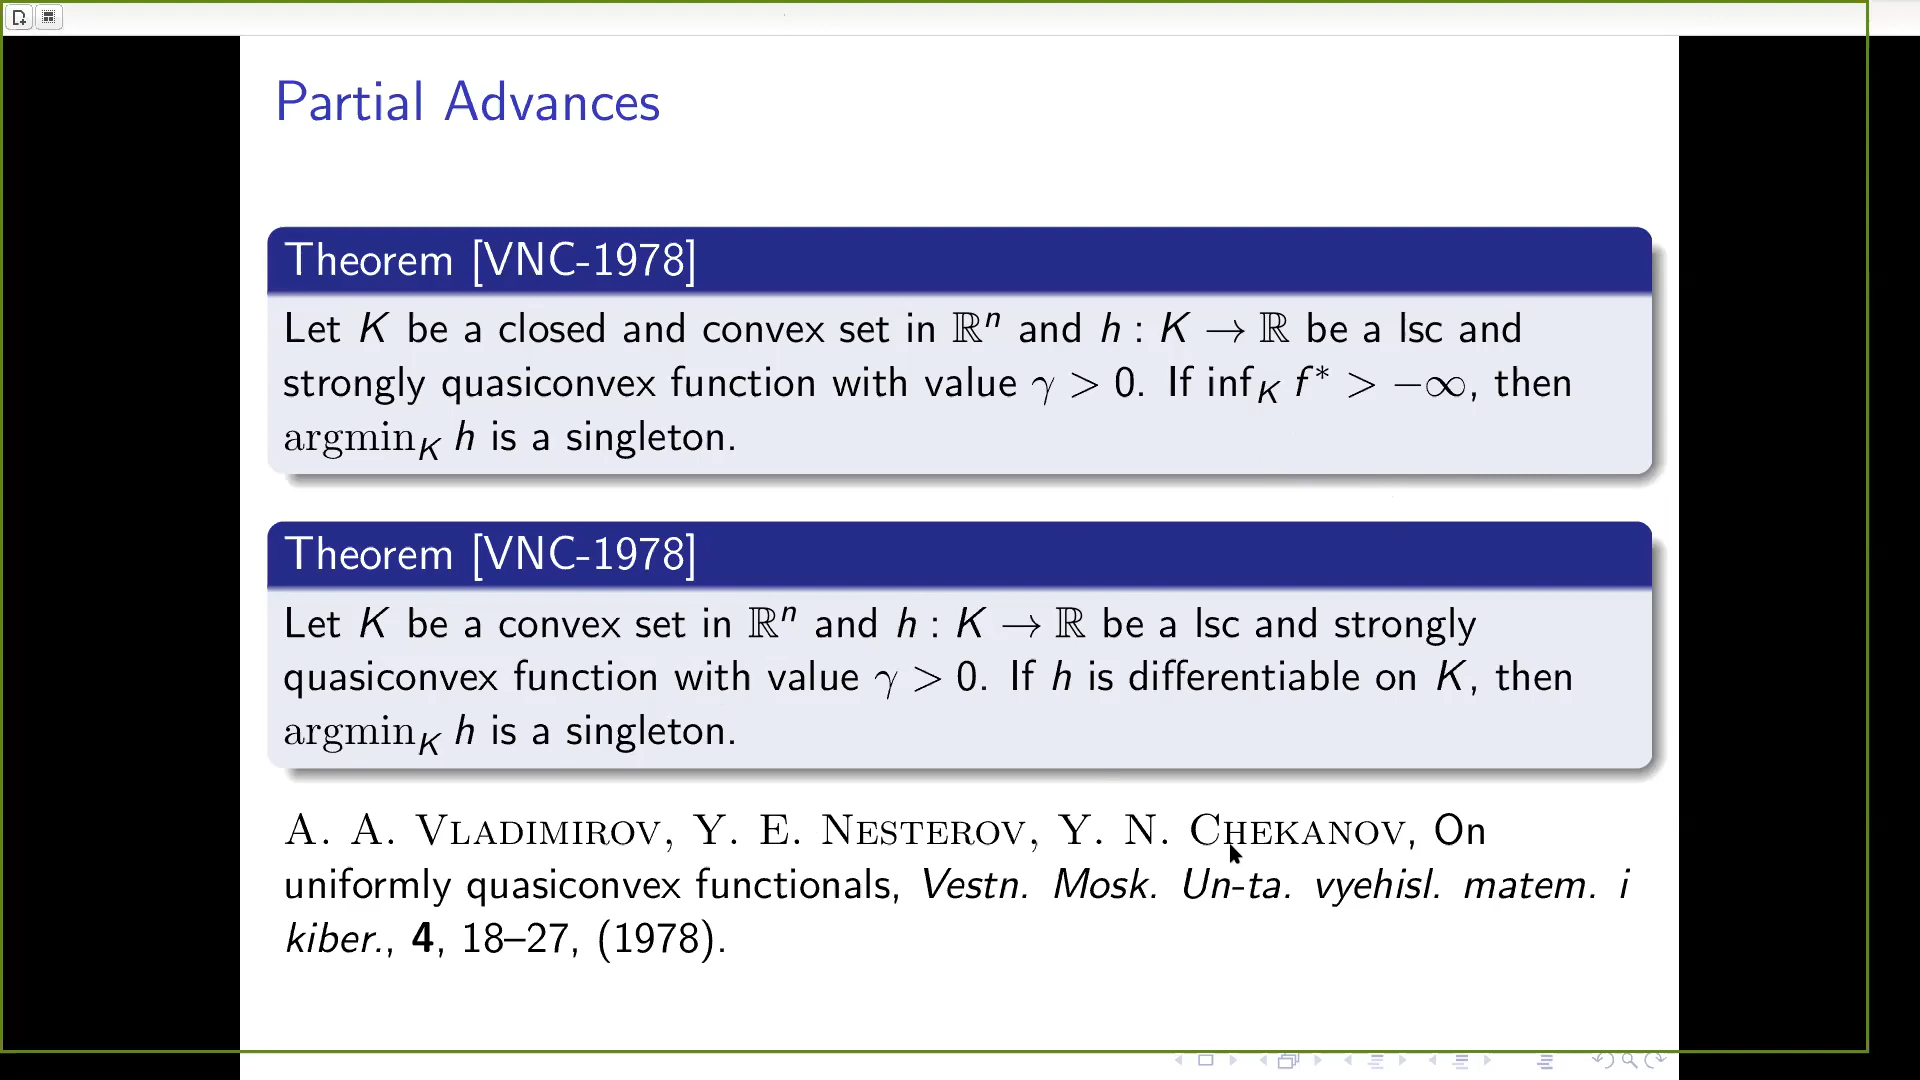 Partial Advances
Theorem [VNC-1978]
Let K be a closed and convex set in ℝⁿ and h : K → ℝ be a lsc and
strongly quasiconvex function with value γ > 0. If inf_K f* > −∞, then
argmin_K h is a singleton.
Theorem [VNC-1978]
Let K be a convex set in ℝⁿ and h : K → ℝ be a lsc and strongly
quasiconvex function with value γ > 0. If h is differentiable on K, then
argmin_K h is a singleton.
A. A. Vladimirov, Y. E. Nesterov, Y. N. Chekanov, On
uniformly quasiconvex functionals, Vestn. Mosk. Un-ta. vyehisl. matem. i
kiber., 4, 18–27, (1978).